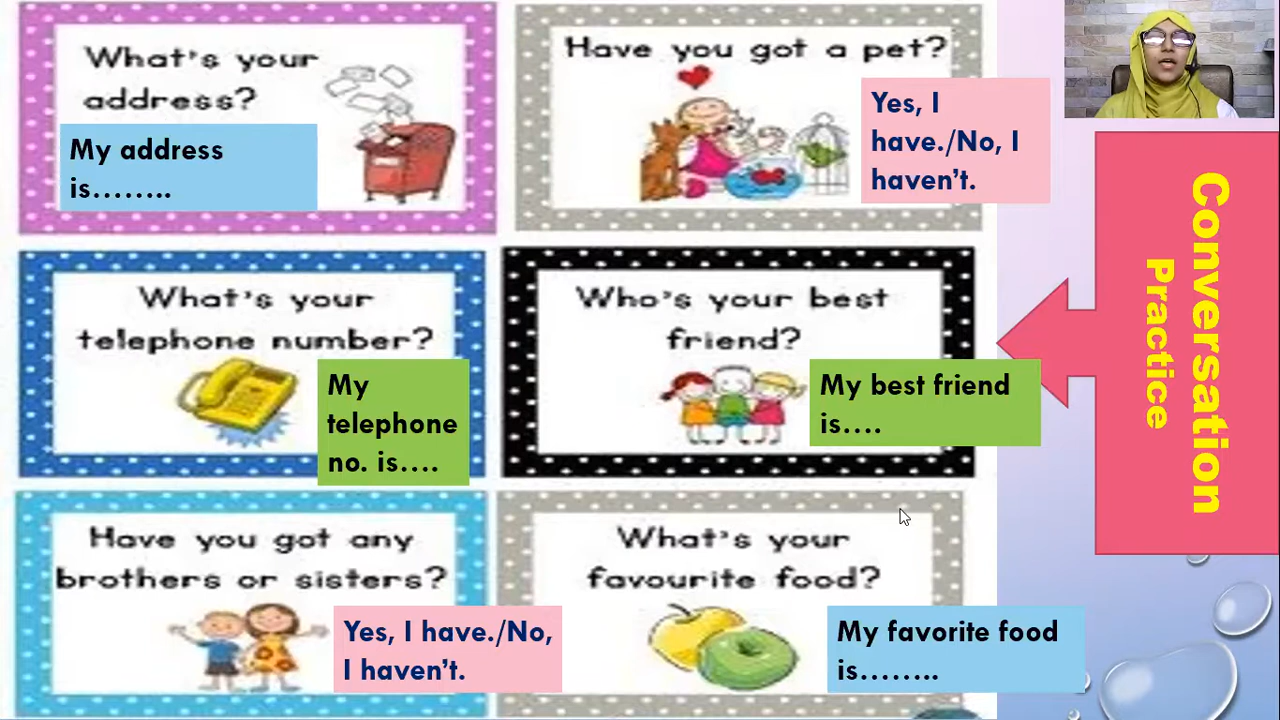 What's your
address?
My address
is........
Have you got a pet?
Yes, I
have./No, I
haven't.
What's your
telephone number?
My
telephone
no. is....
Who's your best
friend?
My best friend
is....
Have you got any
brothers or sisters?
Yes, I have./No,
I haven't.
What's your
favourite food?
My favorite food
is........
Conversation
Practice